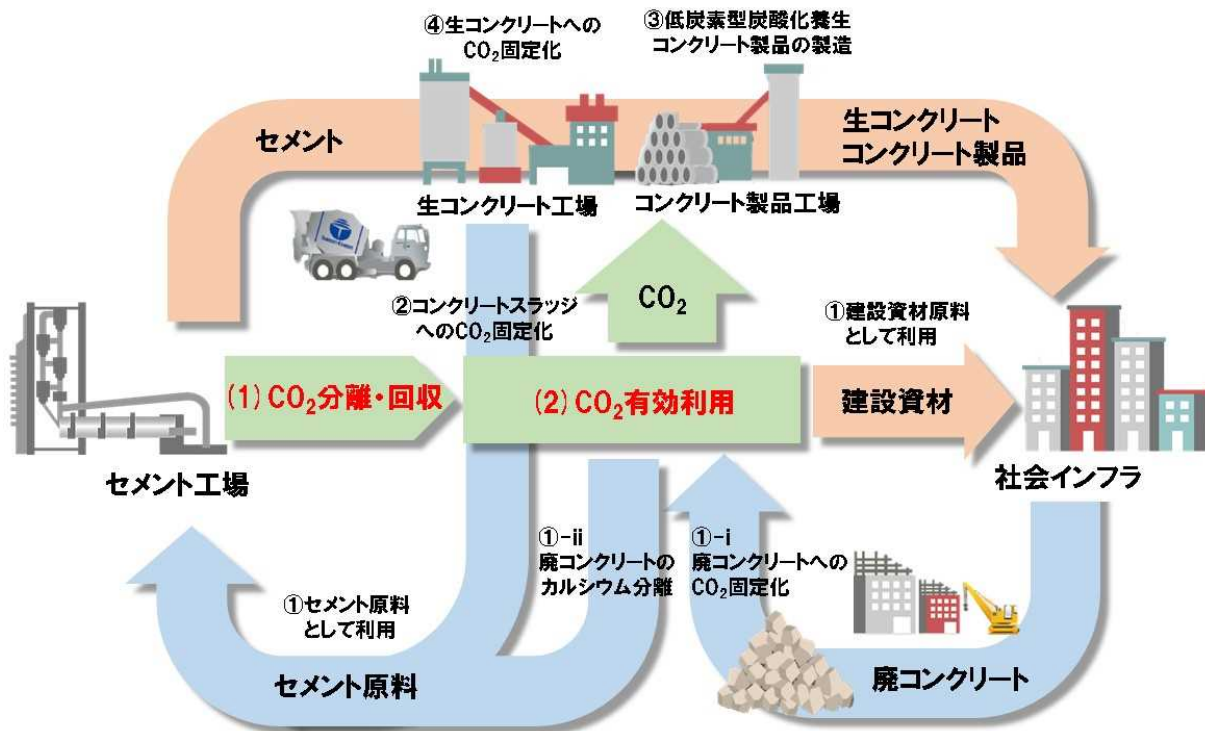 ④生コンクリートへの
CO₂固定化
③低炭素型炭酸化養生
コンクリート製品の製造
セメント
生コンクリート
コンクリート製品
生コンクリート工場
コンクリート製品工場
②コンクリートスラッジ
へのCO₂固定化
CO₂
①建設資材原料
として利用
(1)CO₂分離・回収
(2)CO₂有効利用
建設資材
セメント工場
社会インフラ
①-ii
廃コンクリートの
カルシウム分離
①-i
廃コンクリートへの
CO₂固定化
①セメント原料
として利用
セメント原料
廃コンクリート